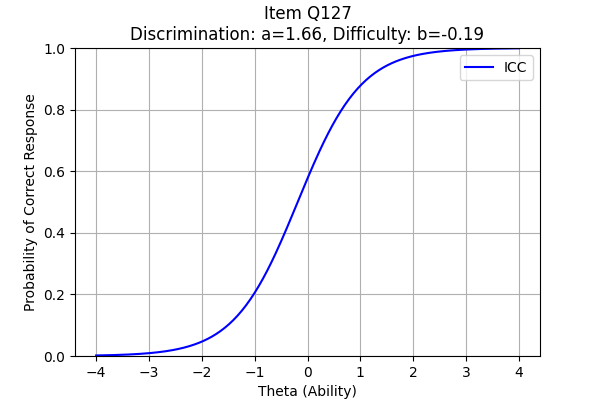 Item Q127
Discrimination: a=1.66, Difficulty: b=-0.19
ICC
Probability of Correct Response
1.0
0.8
0.6
0.4
0.2
0.0
−4 −3 −2 −1 0 1 2 3 4
Theta (Ability)